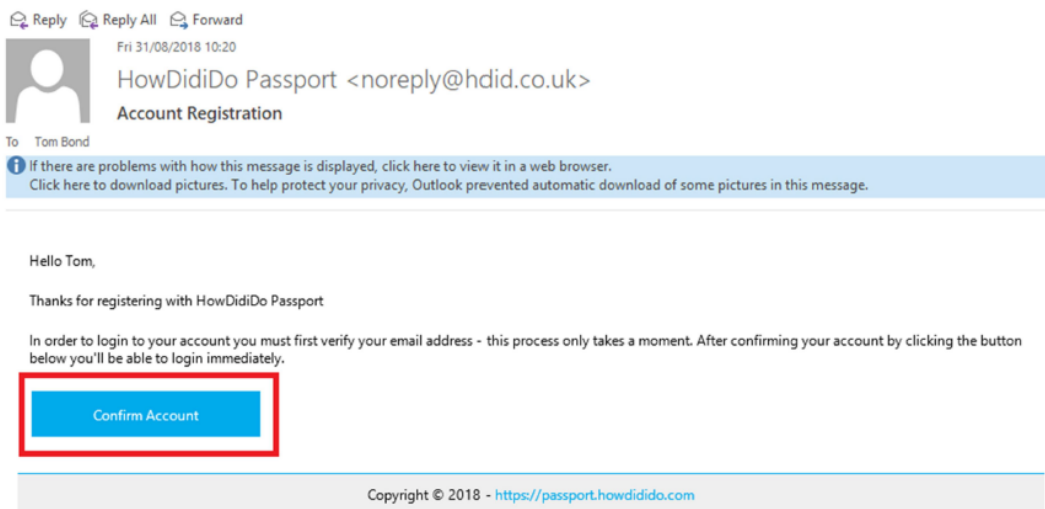 Reply Reply All Forward
Fri 31/08/2018 10:20
HowDidiDo Passport <noreply@hdid.co.uk>
Account Registration
To Tom Bond
If there are problems with how this message is displayed, click here to view it in a web browser.
Click here to download pictures. To help protect your privacy, Outlook prevented automatic download of some pictures in this message.
Hello Tom,
Thanks for registering with HowDidiDo Passport
In order to login to your account you must first verify your email address - this process only takes a moment. After confirming your account by clicking the button
below you'll be able to login immediately.
Confirm Account
Copyright © 2018 - https://passport.howdidido.com